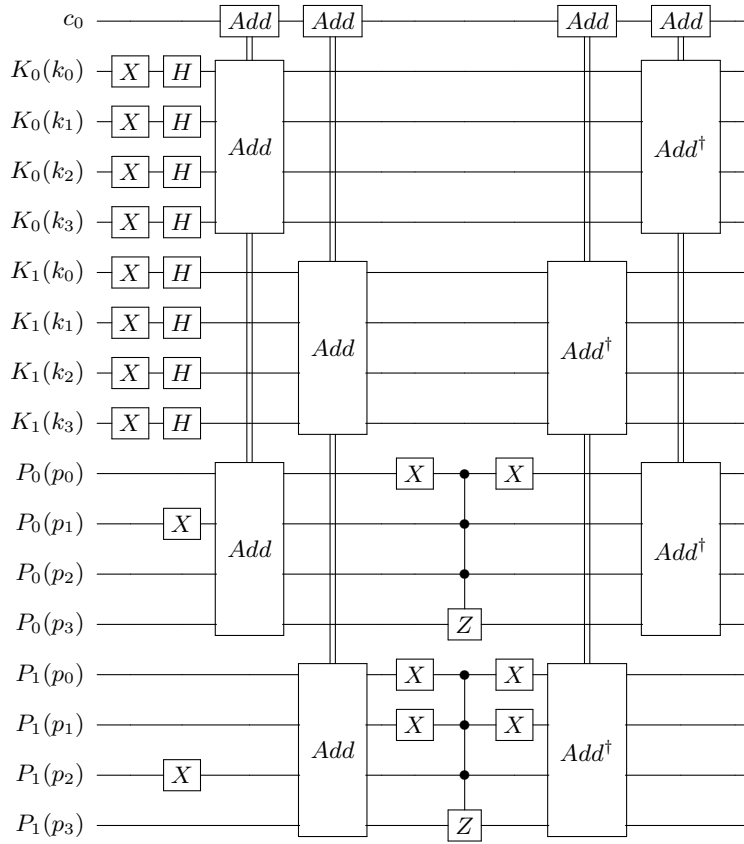 c₀ Add Add Add Add
K₀(k₀) X H
K₀(k₁) X H
Add Add†
K₀(k₂) X H
K₀(k₃) X H
K₁(k₀) X H
K₁(k₁) X H
Add Add†
K₁(k₂) X H
K₁(k₃) X H
P₀(p₀) X X
P₀(p₁) X
Add Add†
P₀(p₂)
P₀(p₃) Z
P₁(p₀) X X
P₁(p₁) X X
Add Add†
P₁(p₂) X
P₁(p₃) Z